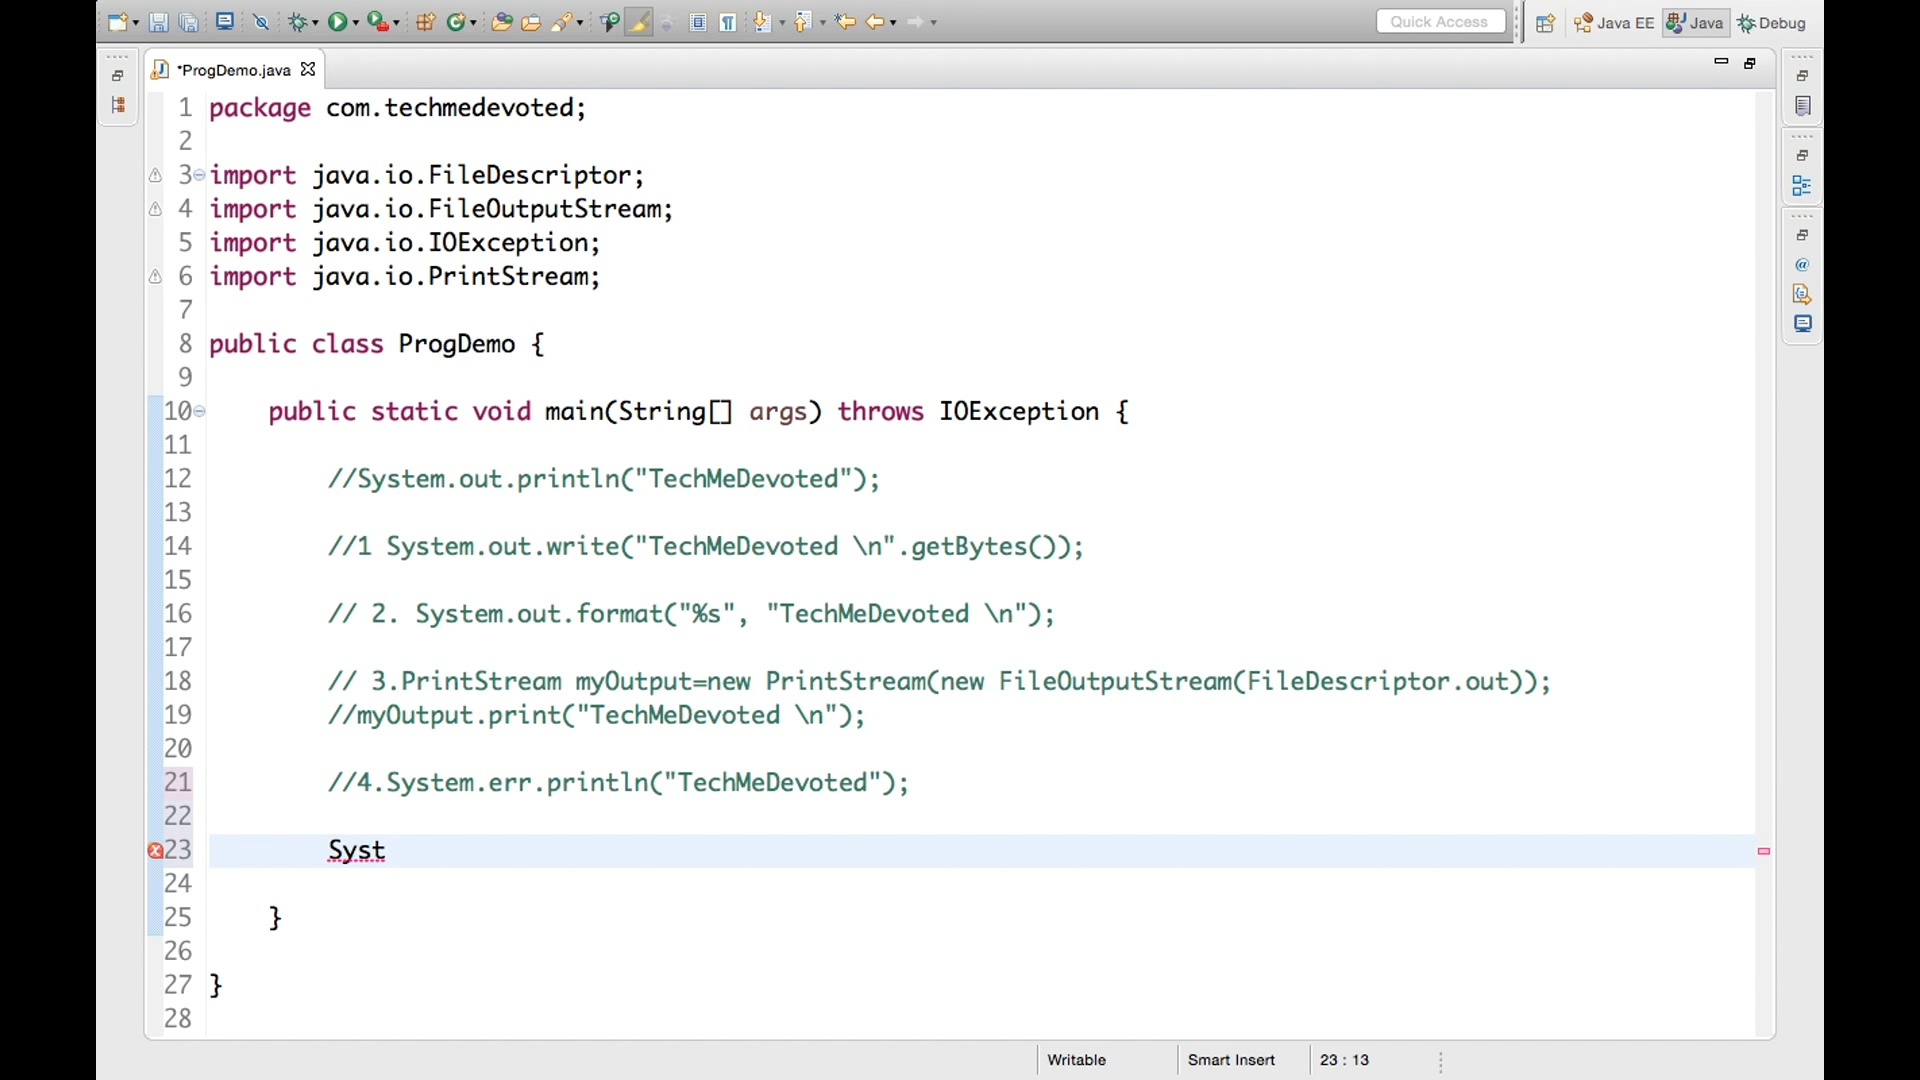 Quick Access
Java EE
Java
Debug
*ProgDemo.java
1 package com.techmedevoted;
2
3 import java.io.FileDescriptor;
4 import java.io.FileOutputStream;
5 import java.io.IOException;
6 import java.io.PrintStream;
7
8 public class ProgDemo {
9
10 public static void main(String[] args) throws IOException {
11
12 //System.out.println("TechMeDevoted");
13
14 //1 System.out.write("TechMeDevoted \n".getBytes());
15
16 // 2. System.out.format("%s", "TechMeDevoted \n");
17
18 // 3.PrintStream myOutput=new PrintStream(new FileOutputStream(FileDescriptor.out));
19 //myOutput.print("TechMeDevoted \n");
20
21 //4.System.err.println("TechMeDevoted");
22
23 Syst
24
25 }
26
27 }
28
Writable
Smart Insert
23 : 13